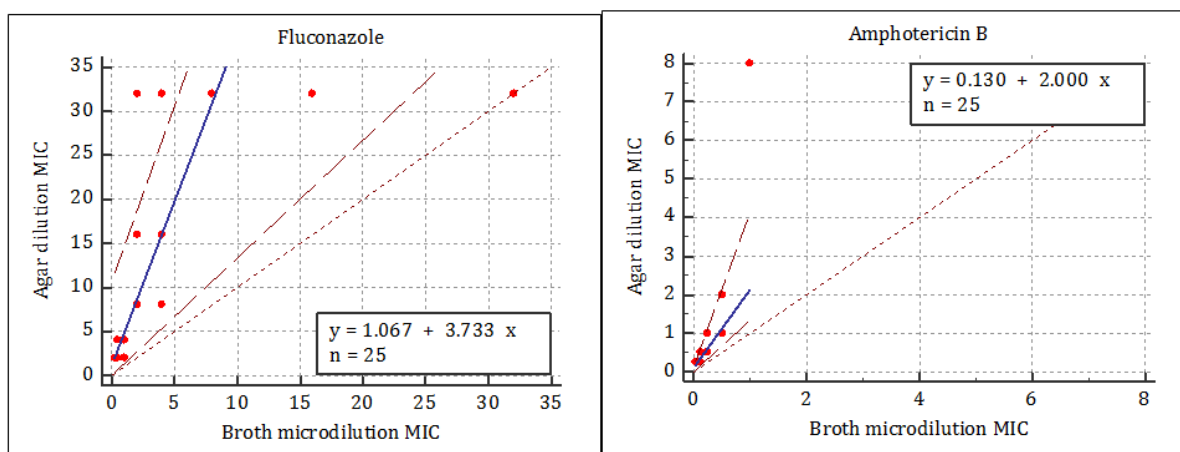 Fluconazole
35
30
25
20
15
10
5
0
Agar dilution MIC
y = 1.067 + 3.733 x
n = 25
0 5 10 15 20 25 30 35
Broth microdilution MIC
Amphotericin B
8
7
6
5
4
3
2
1
0
Agar dilution MIC
y = 0.130 + 2.000 x
n = 25
0 2 4 6 8
Broth microdilution MIC